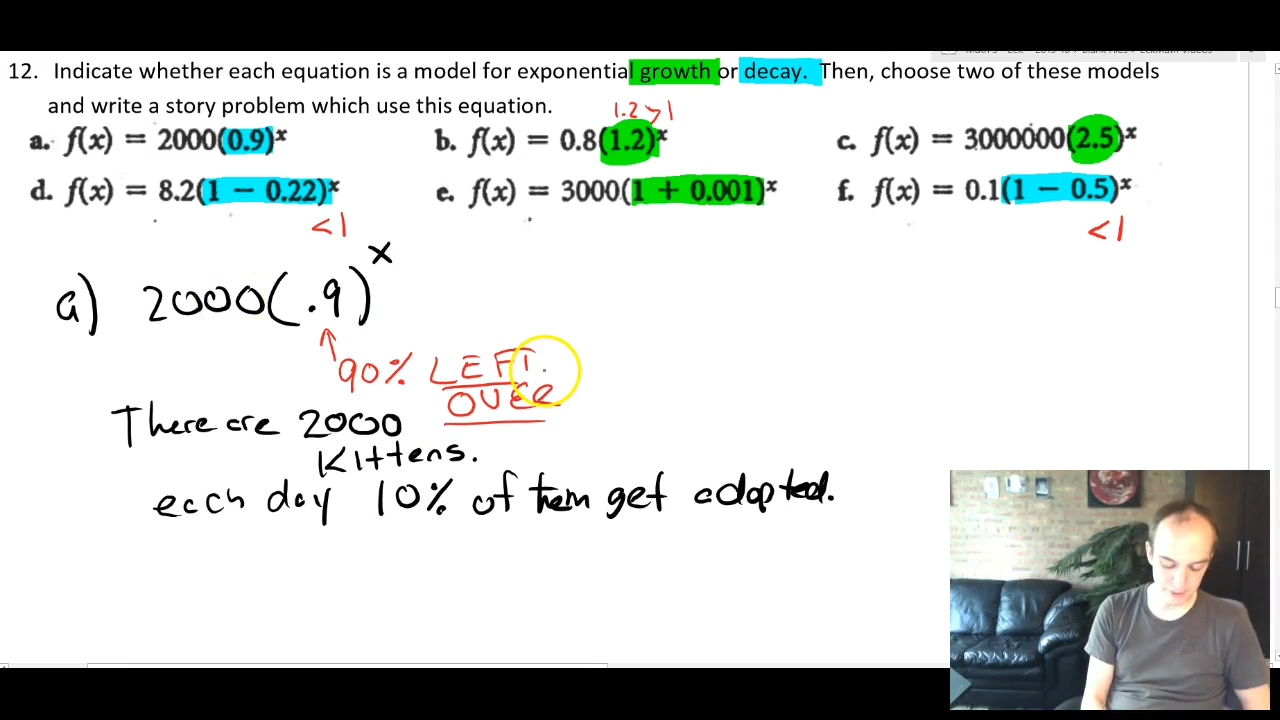 12. Indicate whether each equation is a model for exponential growth or decay. Then, choose two of these models
and write a story problem which use this equation.
1.2 > 1
a. f(x) = 2000(0.9)ˣ b. f(x) = 0.8(1.2)ˣ c. f(x) = 3000000(2.5)ˣ
d. f(x) = 8.2(1 − 0.22)ˣ e. f(x) = 3000(1 + 0.001)ˣ f. f(x) = 0.1(1 − 0.5)ˣ
<1 <1
a) 2000(.9)ˣ
90% LEFT
OVER
There are 2000
Kittens.
each day 10% of them get adopted.